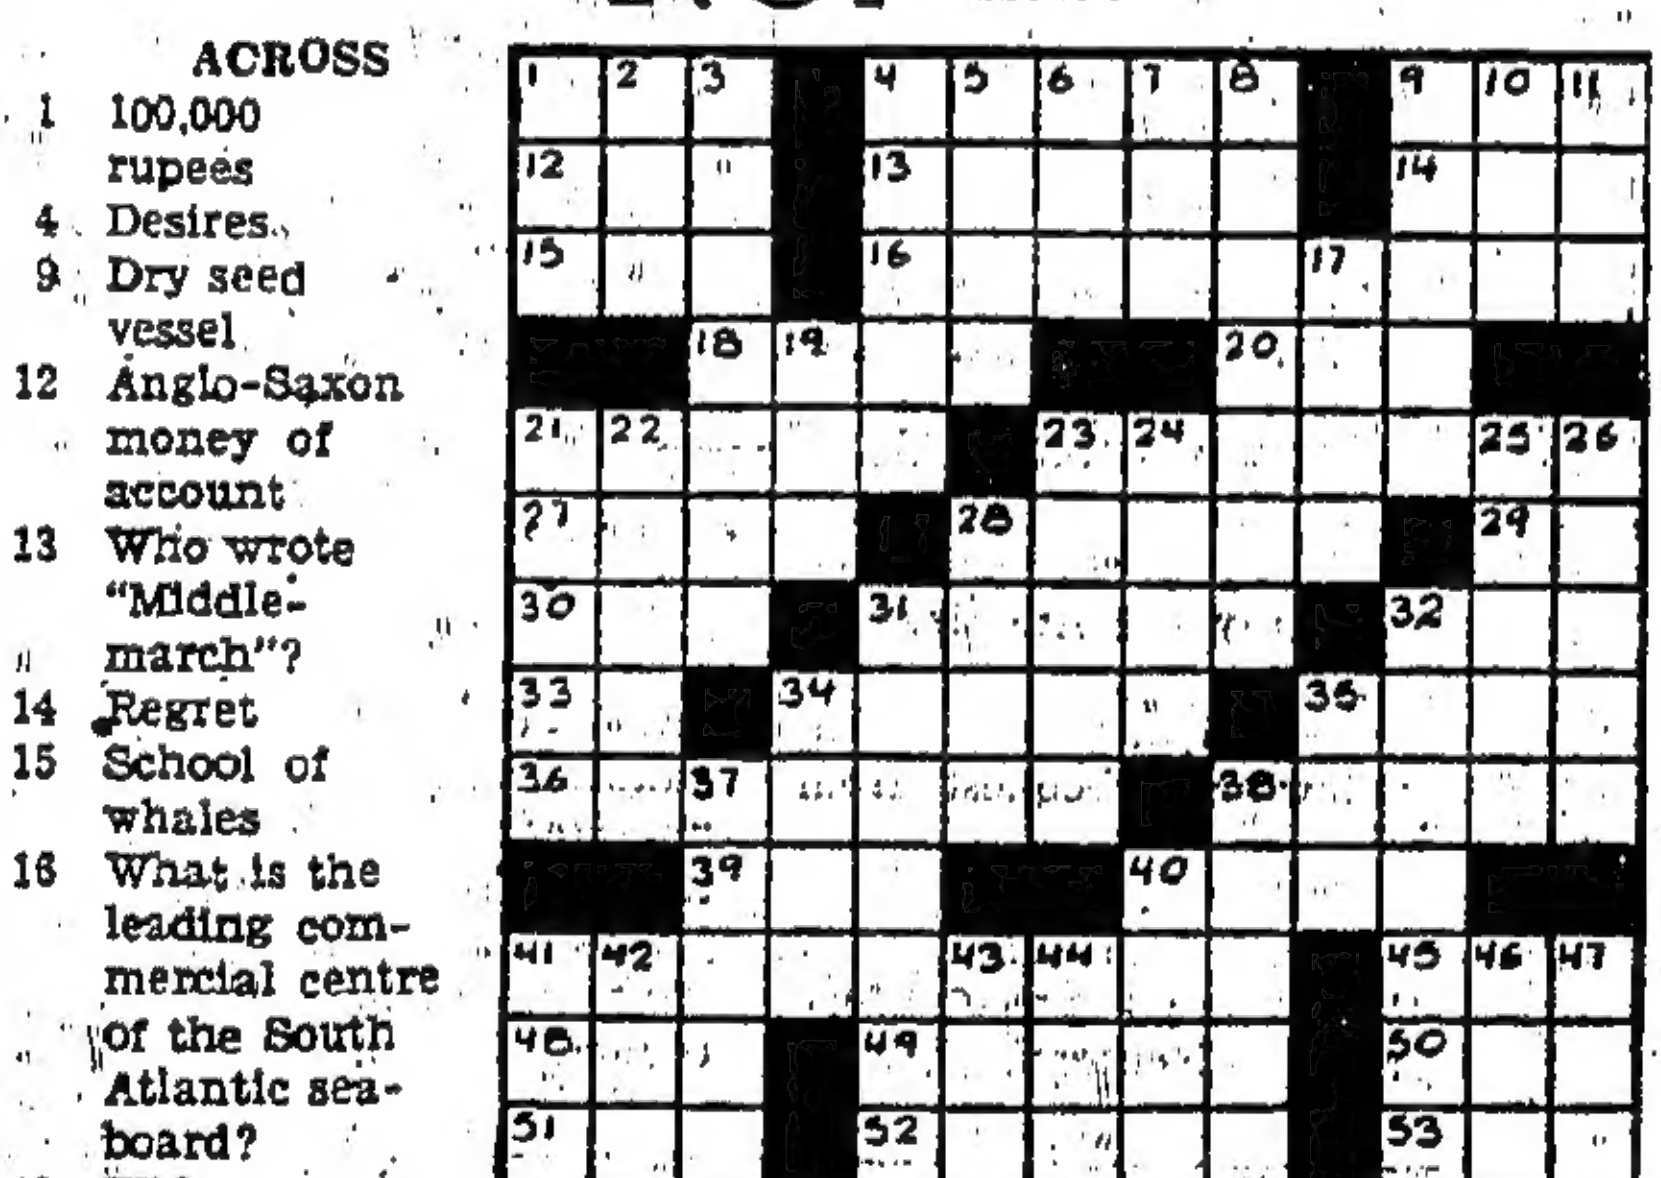 ACROSS
1 100,000
rupees
4 Desires
9 Dry seed
vessel
12 Anglo-Saxon
money of
account
13 Who wrote
"Middle-
march"?
14 Regret
15 School of
whales
16 What is the
leading com-
mercial centre
of the South
Atlantic sea-
board?
1 2 3 4 5 6 7 8 9 10 11
12 13 14
15 16 17
18 19 20
21 22 23 24 25 26
27 28 29
30 31 32
33 34 35
36 37 38
39 40
41 42 43 44 45 46 47
48 49 50
51 52 53